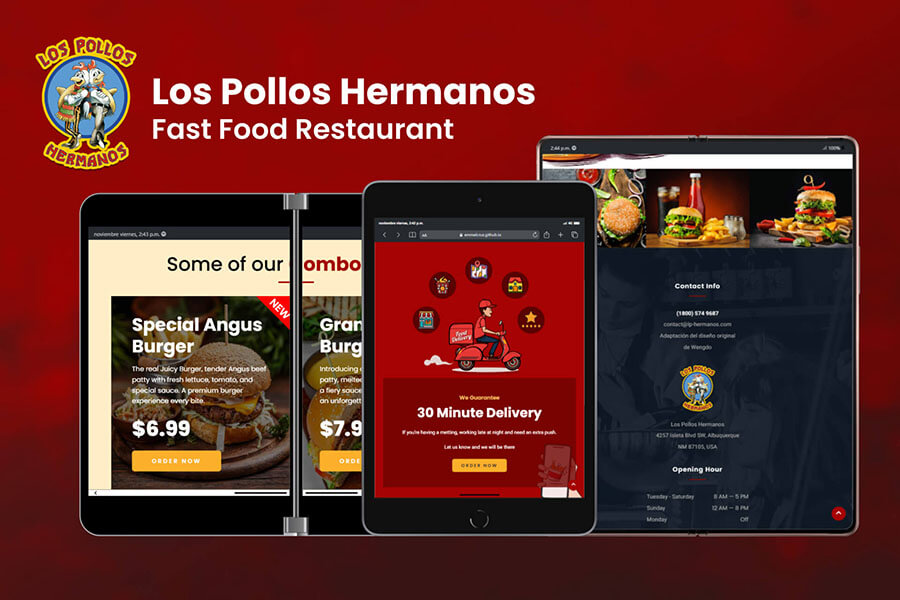 LOS POLLOS
HERMANOS
Los Pollos Hermanos
Fast Food Restaurant
noviembre viernes, 2:43 p.m.
Some of our Combo
NEW
Special Angus
Burger
The real Juicy Burger, tender Angus beef
patty with fresh lettuce, tomato, and
special sauce. A premium burger
experience every bite.
$6.99
ORDER NOW
Gran
Burg
Introducing
patty, melte
a fiery sauce
an unforgett
$7.9
ORDE
noviembre viernes, 2:42 p.m.
4G
AA
emmelcruz.github.io
Food
Delivery
We Guarantee
30 Minute Delivery
If you're having a metting, working late at night and need an extra push.
Let us know and we will be there
ORDER NOW
2:44 p.m.
100%
Contact Info
(1800) 574 9687
contact@lp-hermanos.com
Adaptación del diseño original
de Wengdo
LOS POLLOS
HERMANOS
Los Pollos Hermanos
4257 Isleta Blvd SW, Albuquerque
NM 87105, USA
Opening Hour
Tuesday - Saturday 8 AM — 5 PM
Sunday 12 AM — 8 PM
Monday Off